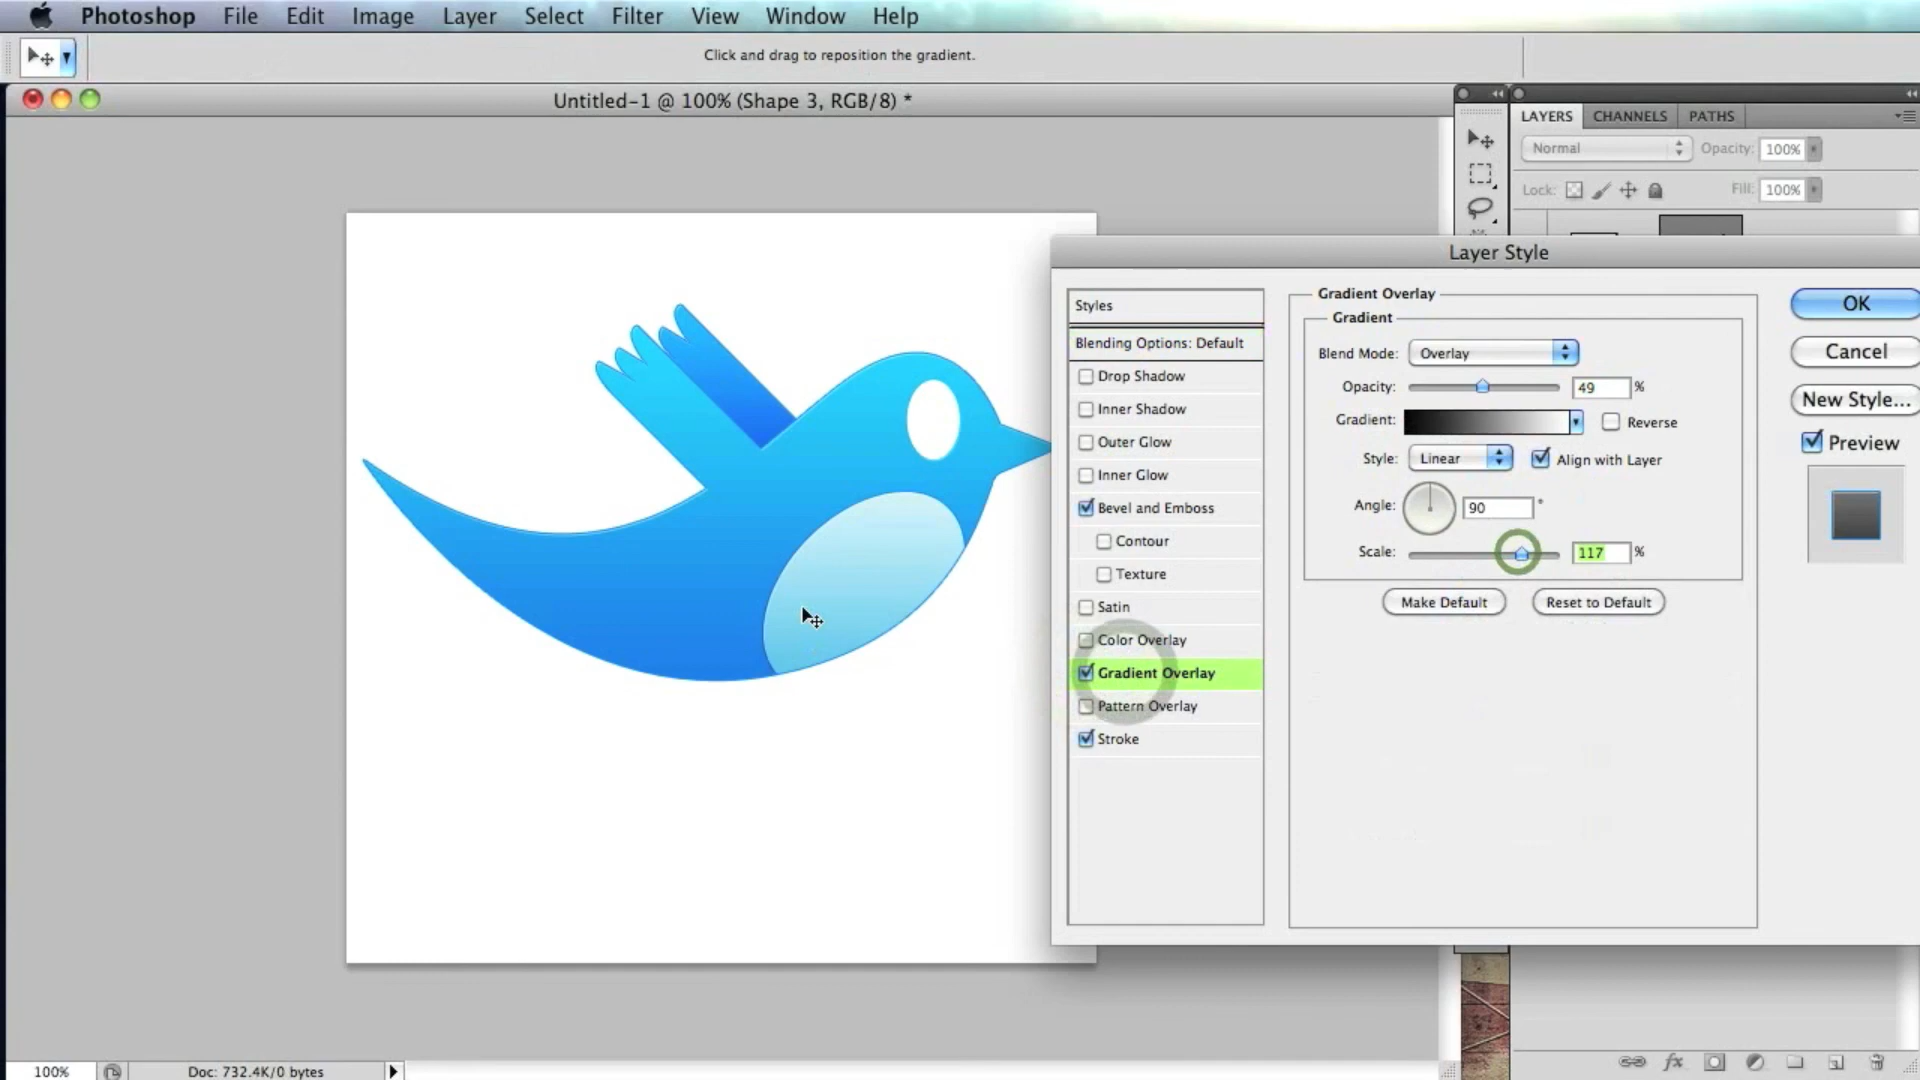 Photoshop File Edit Image Layer Select Filter View Window Help
Click and drag to reposition the gradient.
Untitled-1 @ 100% (Shape 3, RGB/8) *
LAYERS CHANNELS PATHS
Normal Opacity: 100%
Lock: Fill: 100%
Layer Style
Styles
Blending Options: Default
Drop Shadow
Inner Shadow
Outer Glow
Inner Glow
Bevel and Emboss
Contour
Texture
Satin
Color Overlay
Gradient Overlay
Pattern Overlay
Stroke
Gradient Overlay
Gradient
Blend Mode: Overlay
Opacity: 49 %
Gradient: Reverse
Style: Linear Align with Layer
Angle: 90 °
Scale: 117 %
Make Default Reset to Default
OK
Cancel
New Style...
Preview
100% Doc: 732.4K/0 bytes
fx